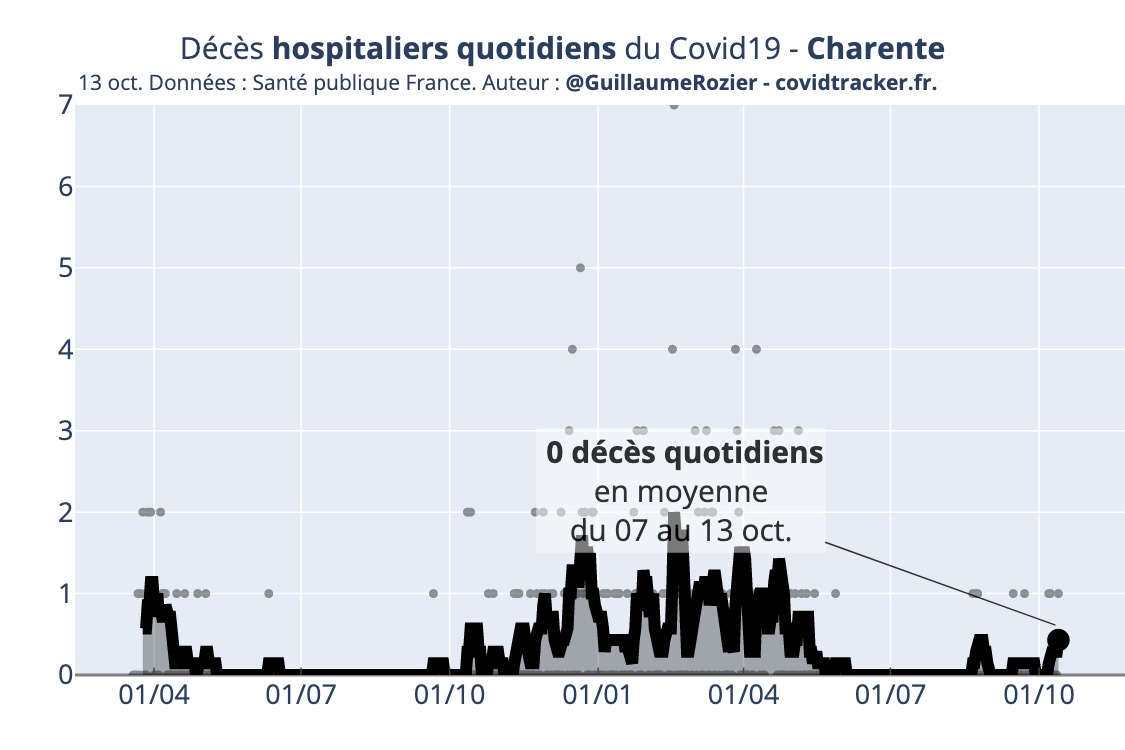 Décès hospitaliers quotidiens du Covid19 - Charente
13 oct. Données : Santé publique France. Auteur : @GuillaumeRozier - covidtracker.fr.
7
6
5
4
3
0 décès quotidiens
en moyenne
2
du 07 au 13 oct.
1
0
01/04 01/07 01/10 01/01 01/04 01/07 01/10